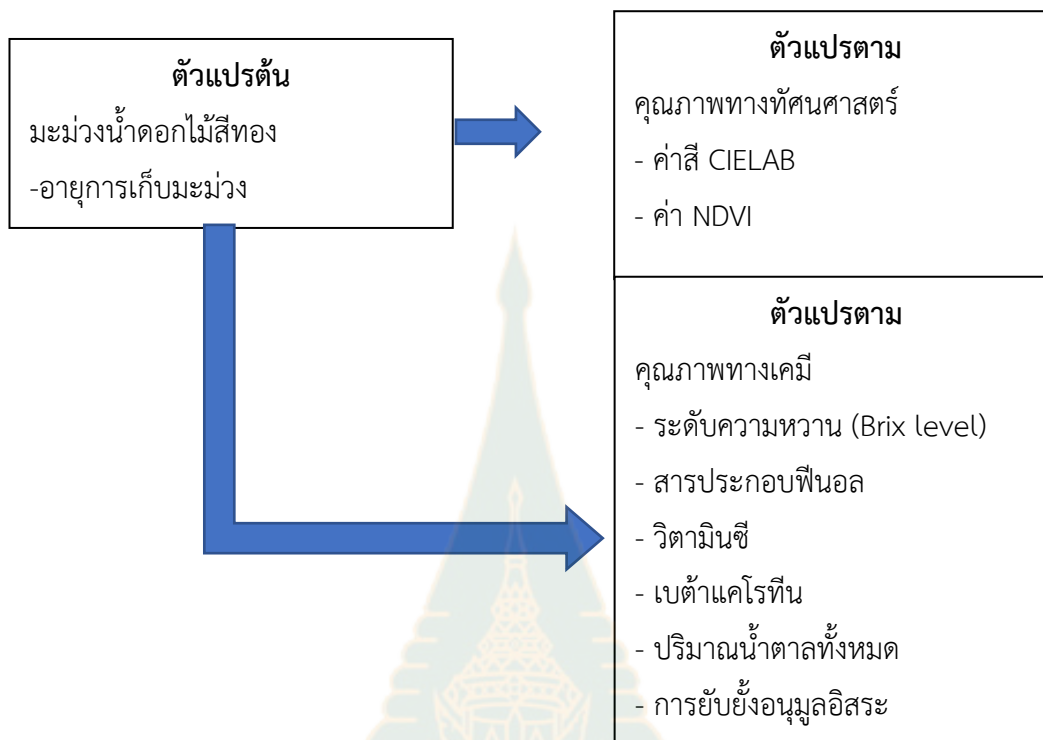 ตัวแปรต้น
มะม่วงน้ำดอกไม้สีทอง
-อายุการเก็บมะม่วง
ตัวแปรตาม
คุณภาพทางทัศนศาสตร์
- ค่าสี CIELAB
- ค่า NDVI
ตัวแปรตาม
คุณภาพทางเคมี
- ระดับความหวาน (Brix level)
- สารประกอบฟีนอล
- วิตามินซี
- เบต้าแคโรทีน
- ปริมาณน้ำตาลทั้งหมด
- การยับยั้งอนุมูลอิสระ